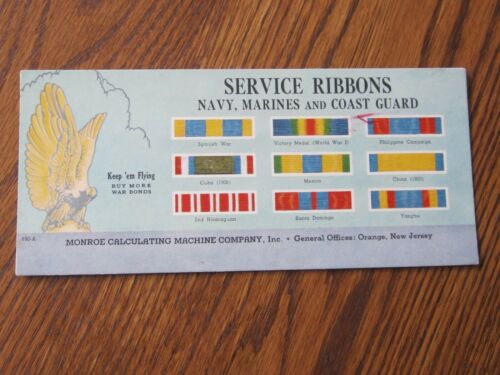 SERVICE RIBBONS
NAVY, MARINES AND COAST GUARD
Spanish War
Victory Medal (World War I)
Philippine Campaign
Keep 'em Flying
BUY MORE
WAR BONDS
Cuba (1908)
Mexico
China (1900)
2nd Nicaraguan
Santo Domingo
Yangtze
MONROE CALCULATING MACHINE COMPANY, Inc. • General Offices: Orange, New Jersey